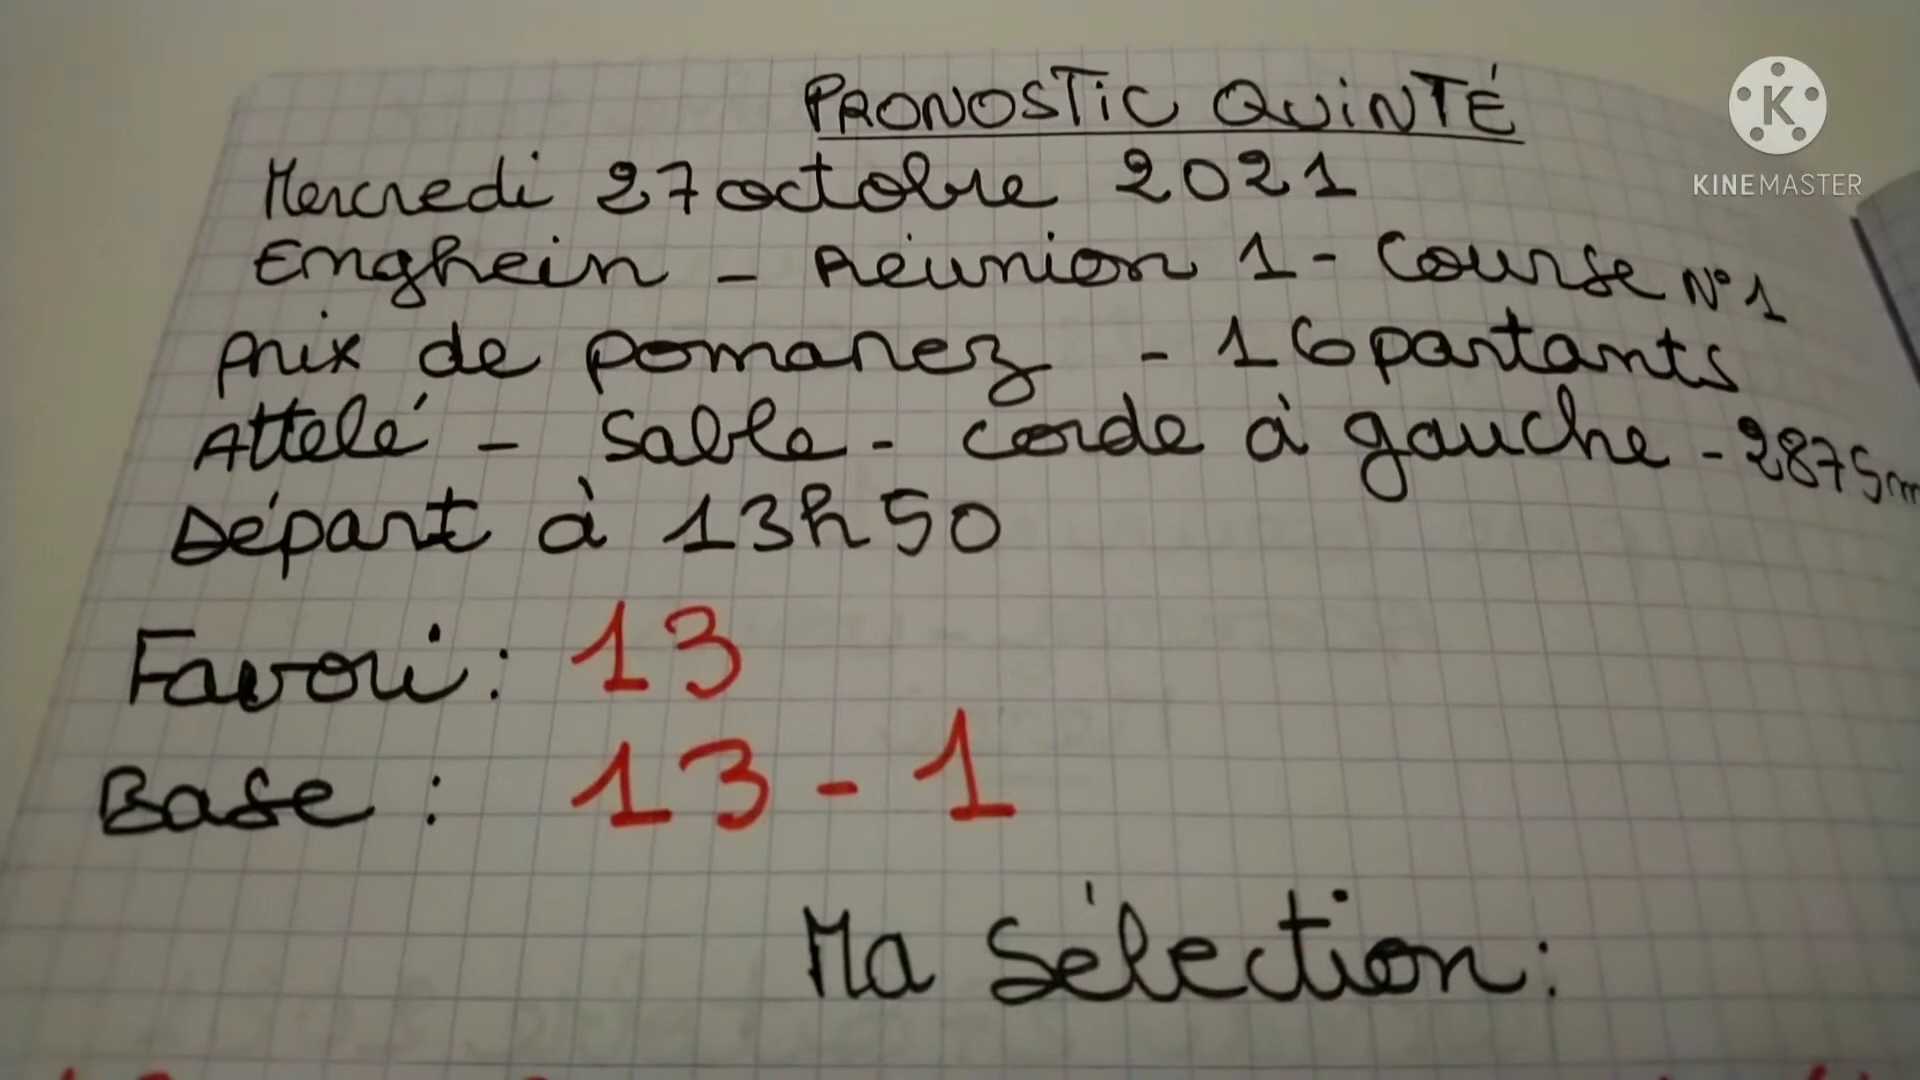 PRONOSTIC QUINTÉ
Mercredi 27 octobre 2021
Enghein - Réunion 1 - Course N°1
prix de pomarez - 16 partants
Attelé - Sable - corde à gauche - 2875m
Départ à 13h50
Favori : 13
Base : 13 - 1
Ma Sélection :
K
KINEMASTER